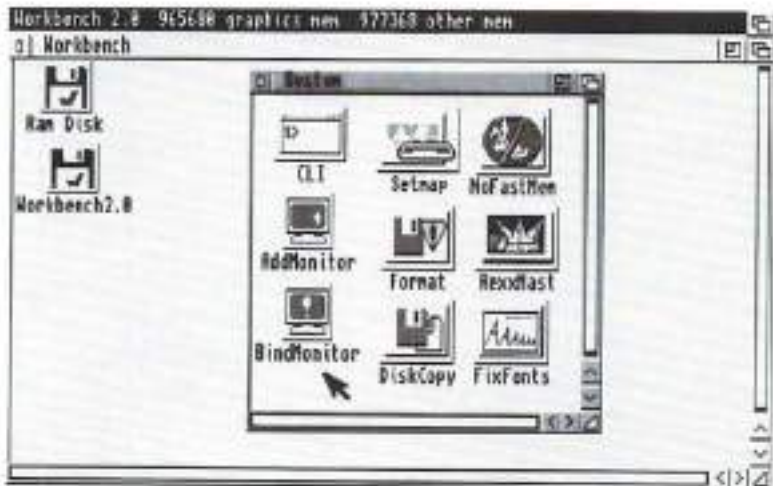 Workbench 2.0 965680 graphics mem 977368 other mem
Workbench
System
Ram Disk
1>
CLI
Setmap
NoFastMem
Workbench2.0
AddMonitor
Format
RexxMast
BindMonitor
DiskCopy
FixFonts